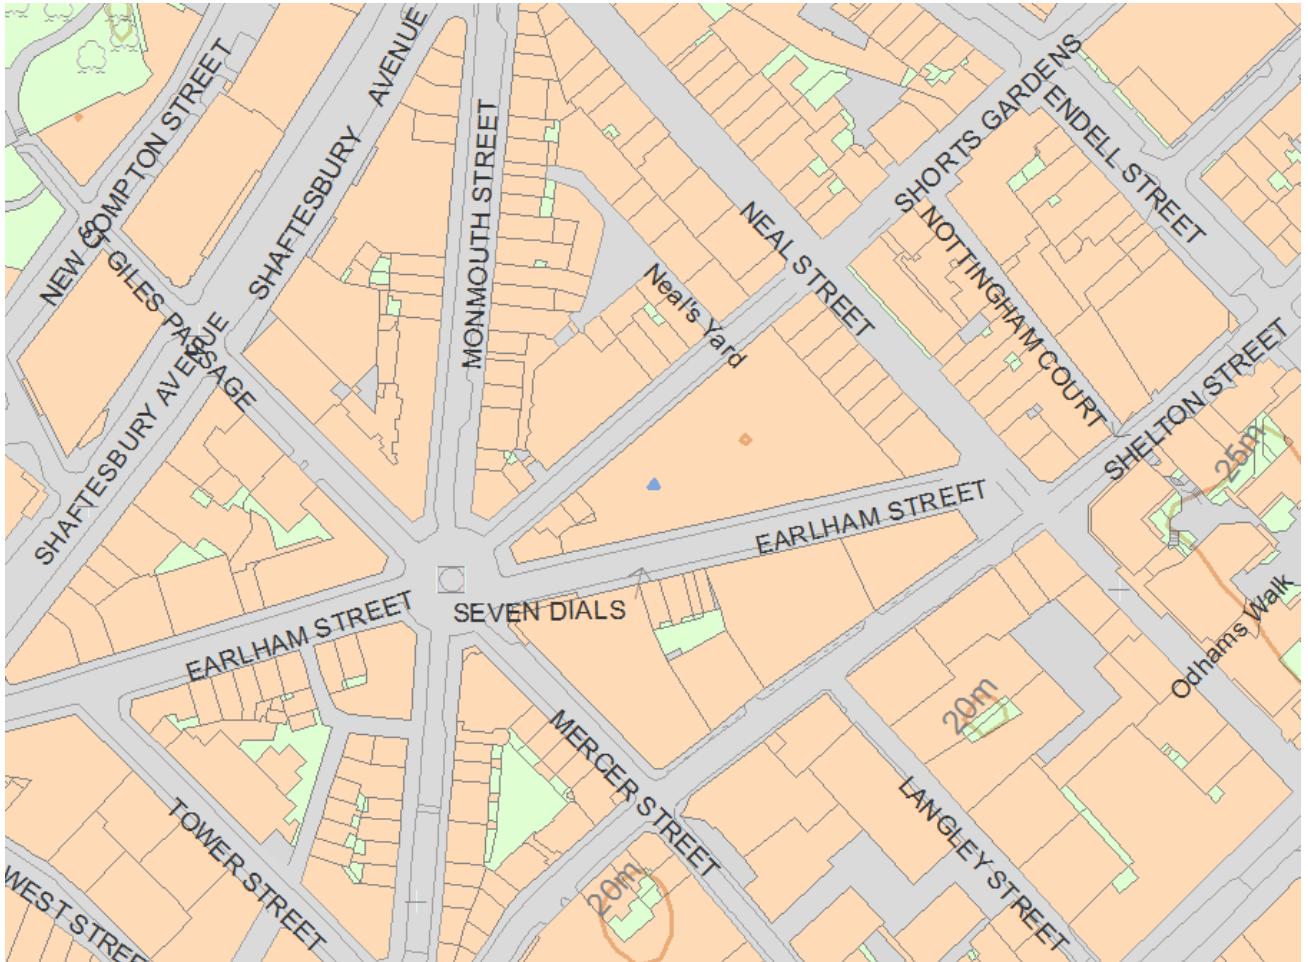 NEW COMPTON STREET
SHAFTESBURY AVENUE
MONMOUTH STREET
SHORTS GARDENS
ENDELL STREET
ST GILES PASSAGE
NEAL STREET
NOTTINGHAM COURT
Neal's Yard
SHAFTESBURY AVENUE
SHELTON STREET
25m
EARLHAM STREET
SEVEN DIALS
EARLHAM STREET
Odhams Walk
20m
MERCER STREET
LANGLEY STREET
TOWER STREET
20m
WEST STREE